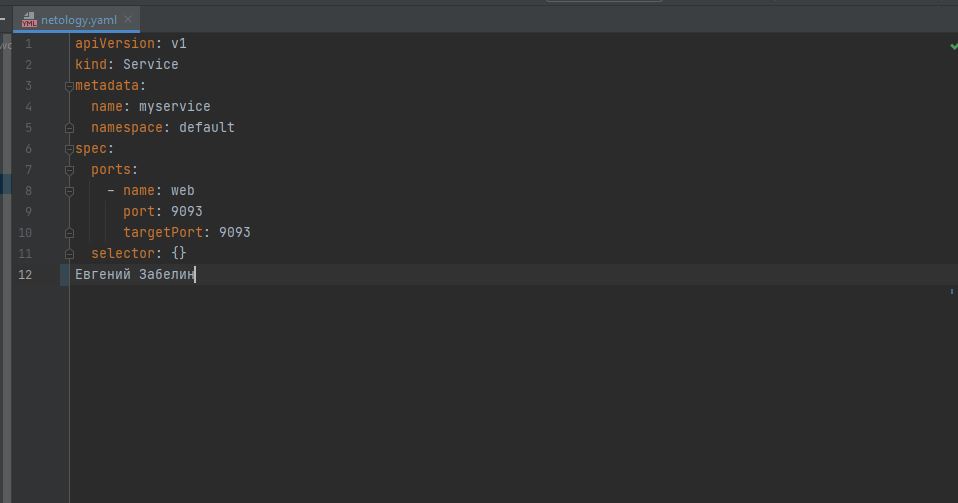 netology.yaml
1 apiVersion: v1
2 kind: Service
3 metadata:
4   name: myservice
5   namespace: default
6 spec:
7   ports:
8     - name: web
9       port: 9093
10       targetPort: 9093
11   selector: {}
12 Евгений Забелин